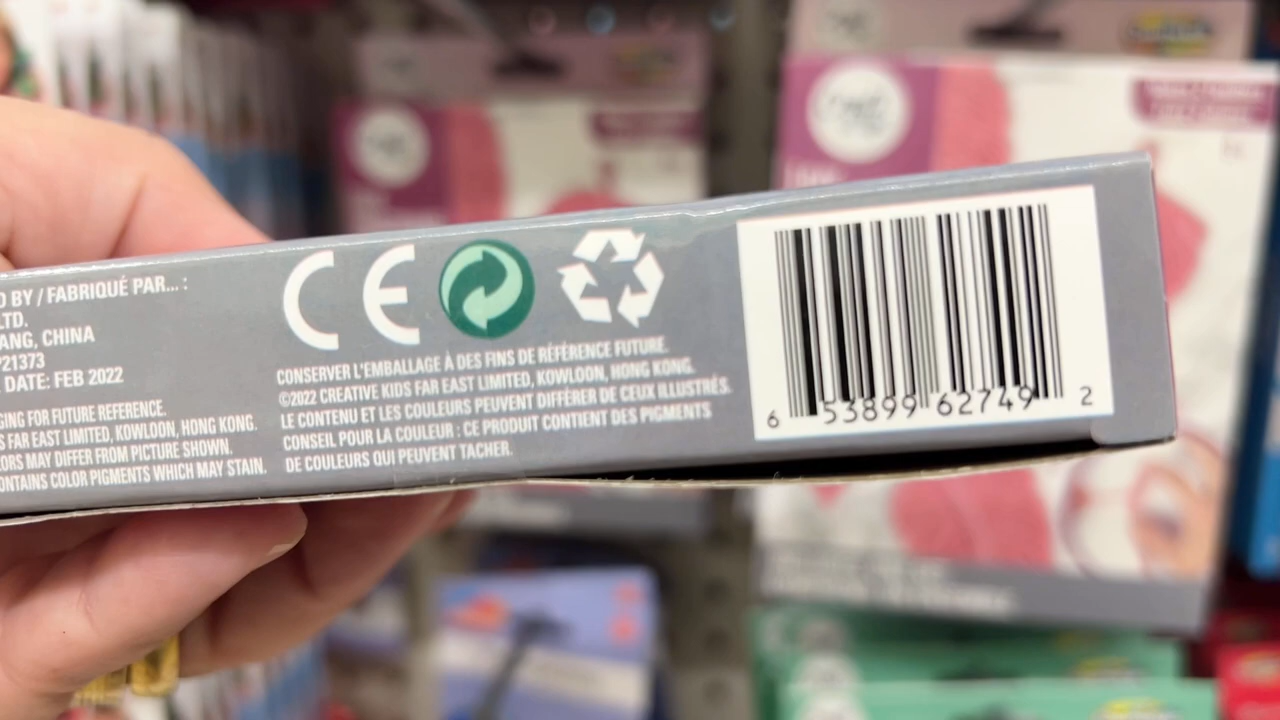 D BY / FABRIQUÉ PAR... :
LTD.
ANG, CHINA
P21373
DATE: FEB 2022
GING FOR FUTURE REFERENCE.
S FAR EAST LIMITED, KOWLOON, HONG KONG.
ORS MAY DIFFER FROM PICTURE SHOWN.
ONTAINS COLOR PIGMENTS WHICH MAY STAIN.
CE
CONSERVER L'EMBALLAGE À DES FINS DE RÉFÉRENCE FUTURE.
©2022 CREATIVE KIDS FAR EAST LIMITED, KOWLOON, HONG KONG.
LE CONTENU ET LES COULEURS PEUVENT DIFFÉRER DE CEUX ILLUSTRÉS.
CONSEIL POUR LA COULEUR : CE PRODUIT CONTIENT DES PIGMENTS
DE COULEURS QUI PEUVENT TACHER.
6 53899 62749 2